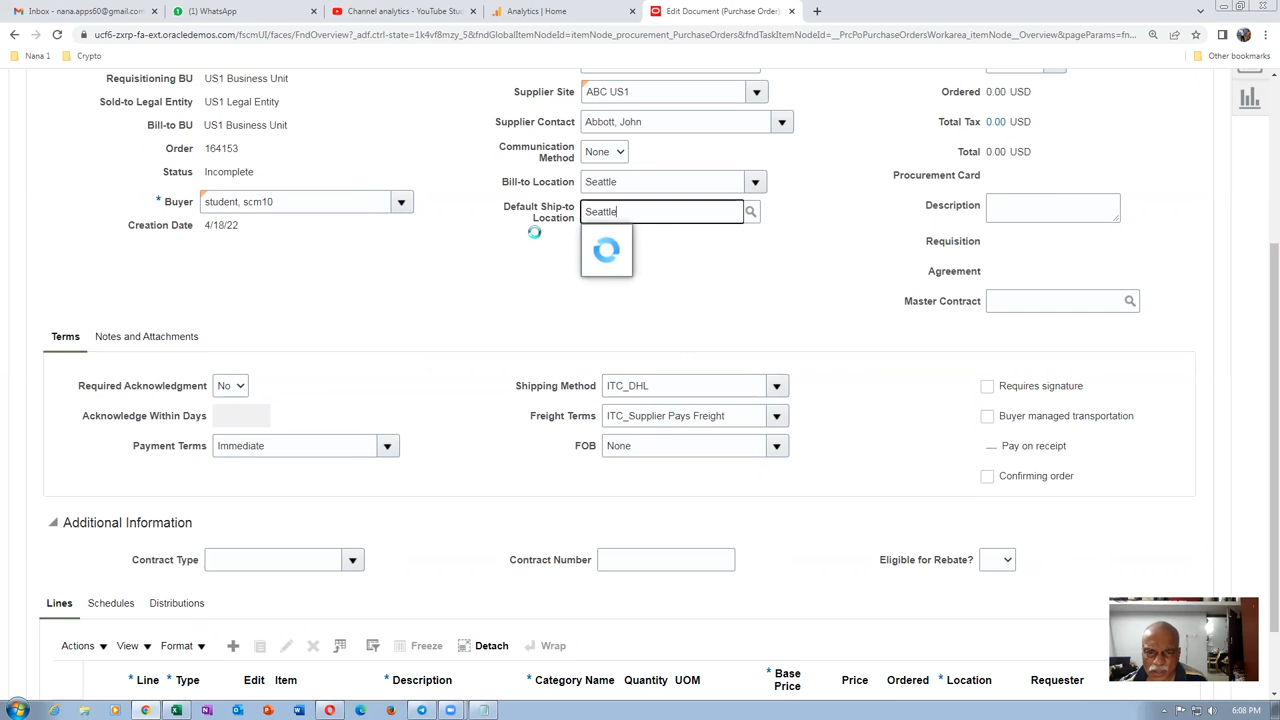 Inbox - nana.apps60@gmail.com
(1) WhatsApp
Channel analytics - YouTube Stu
Analytics | Home
Edit Document (Purchase Order)
ucf6-zxrp-fa-ext.oracledemos.com/fscmUI/faces/FndOverview?_adf.ctrl-state=1k4vf8mzy_5&fndGlobalItemNodeId=itemNode_procurement_PurchaseOrders&fndTaskItemNodeId=__PrcPoPurchaseOrdersWorkarea_itemNode__Overview&pageParams=fn...
Nana 1
Crypto
Other bookmarks
Requisitioning BU US1 Business Unit
Sold-to Legal Entity US1 Legal Entity
Bill-to BU US1 Business Unit
Order 164153
Status Incomplete
* Buyer student, scm10
Creation Date 4/18/22
Supplier Site ABC US1
Supplier Contact Abbott, John
Communication
Method None
Bill-to Location Seattle
Default Ship-to
Location Seattle
Ordered 0.00 USD
Total Tax 0.00 USD
Total 0.00 USD
Procurement Card
Description
Requisition
Agreement
Master Contract
Terms Notes and Attachments
Required Acknowledgment No
Acknowledge Within Days
Payment Terms Immediate
Shipping Method ITC_DHL
Freight Terms ITC_Supplier Pays Freight
FOB None
Requires signature
Buyer managed transportation
Pay on receipt
Confirming order
Additional Information
Contract Type
Contract Number
Eligible for Rebate?
Lines Schedules Distributions
Actions View Format Freeze Detach Wrap
* Line * Type Edit Item * Description * Category Name Quantity UOM * Base Price Price Ordered * Location Requester
6:08 PM